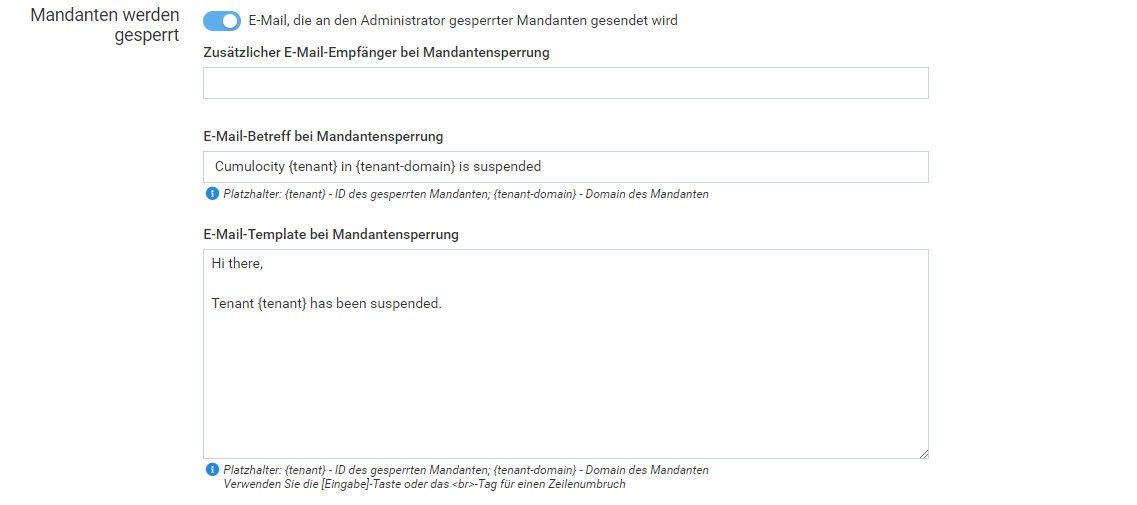 Mandanten werden
gesperrt
E-Mail, die an den Administrator gesperrter Mandanten gesendet wird
Zusätzlicher E-Mail-Empfänger bei Mandantensperrung
E-Mail-Betreff bei Mandantensperrung
Cumulocity {tenant} in {tenant-domain} is suspended
Platzhalter: {tenant} - ID des gesperrten Mandanten; {tenant-domain} - Domain des Mandanten
E-Mail-Template bei Mandantensperrung
Hi there,
Tenant {tenant} has been suspended.
Platzhalter: {tenant} - ID des gesperrten Mandanten; {tenant-domain} - Domain des Mandanten
Verwenden Sie die [Eingabe]-Taste oder das <br>-Tag für einen Zeilenumbruch